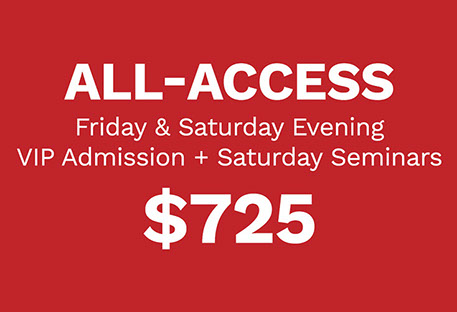 ALL-ACCESS
Friday & Saturday Evening
VIP Admission + Saturday Seminars
$725